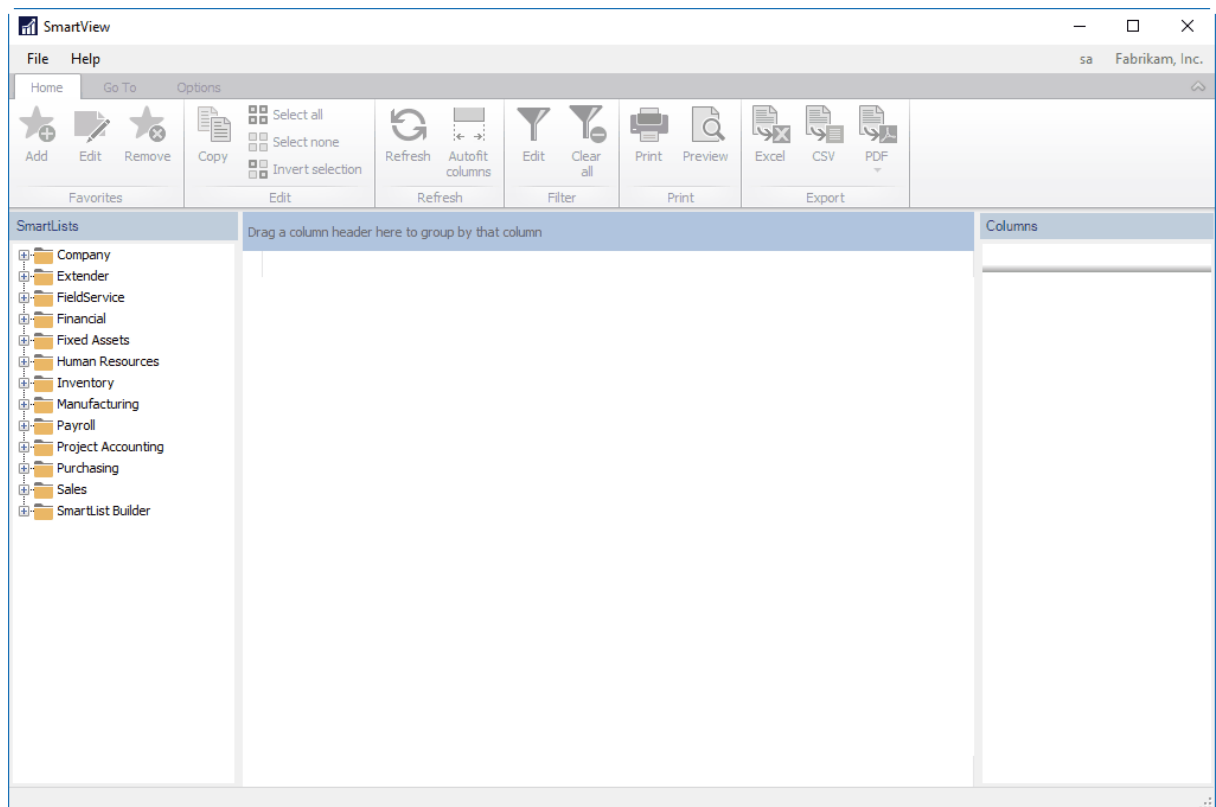 SmartView
File Help sa Fabrikam, Inc.
Home Go To Options
Add Edit Remove Copy Select all Select none Invert selection Refresh Autofit columns Edit Clear all Print Preview Excel CSV PDF
Favorites Edit Refresh Filter Print Export
SmartLists
Drag a column header here to group by that column
Columns
Company
Extender
FieldService
Financial
Fixed Assets
Human Resources
Inventory
Manufacturing
Payroll
Project Accounting
Purchasing
Sales
SmartList Builder